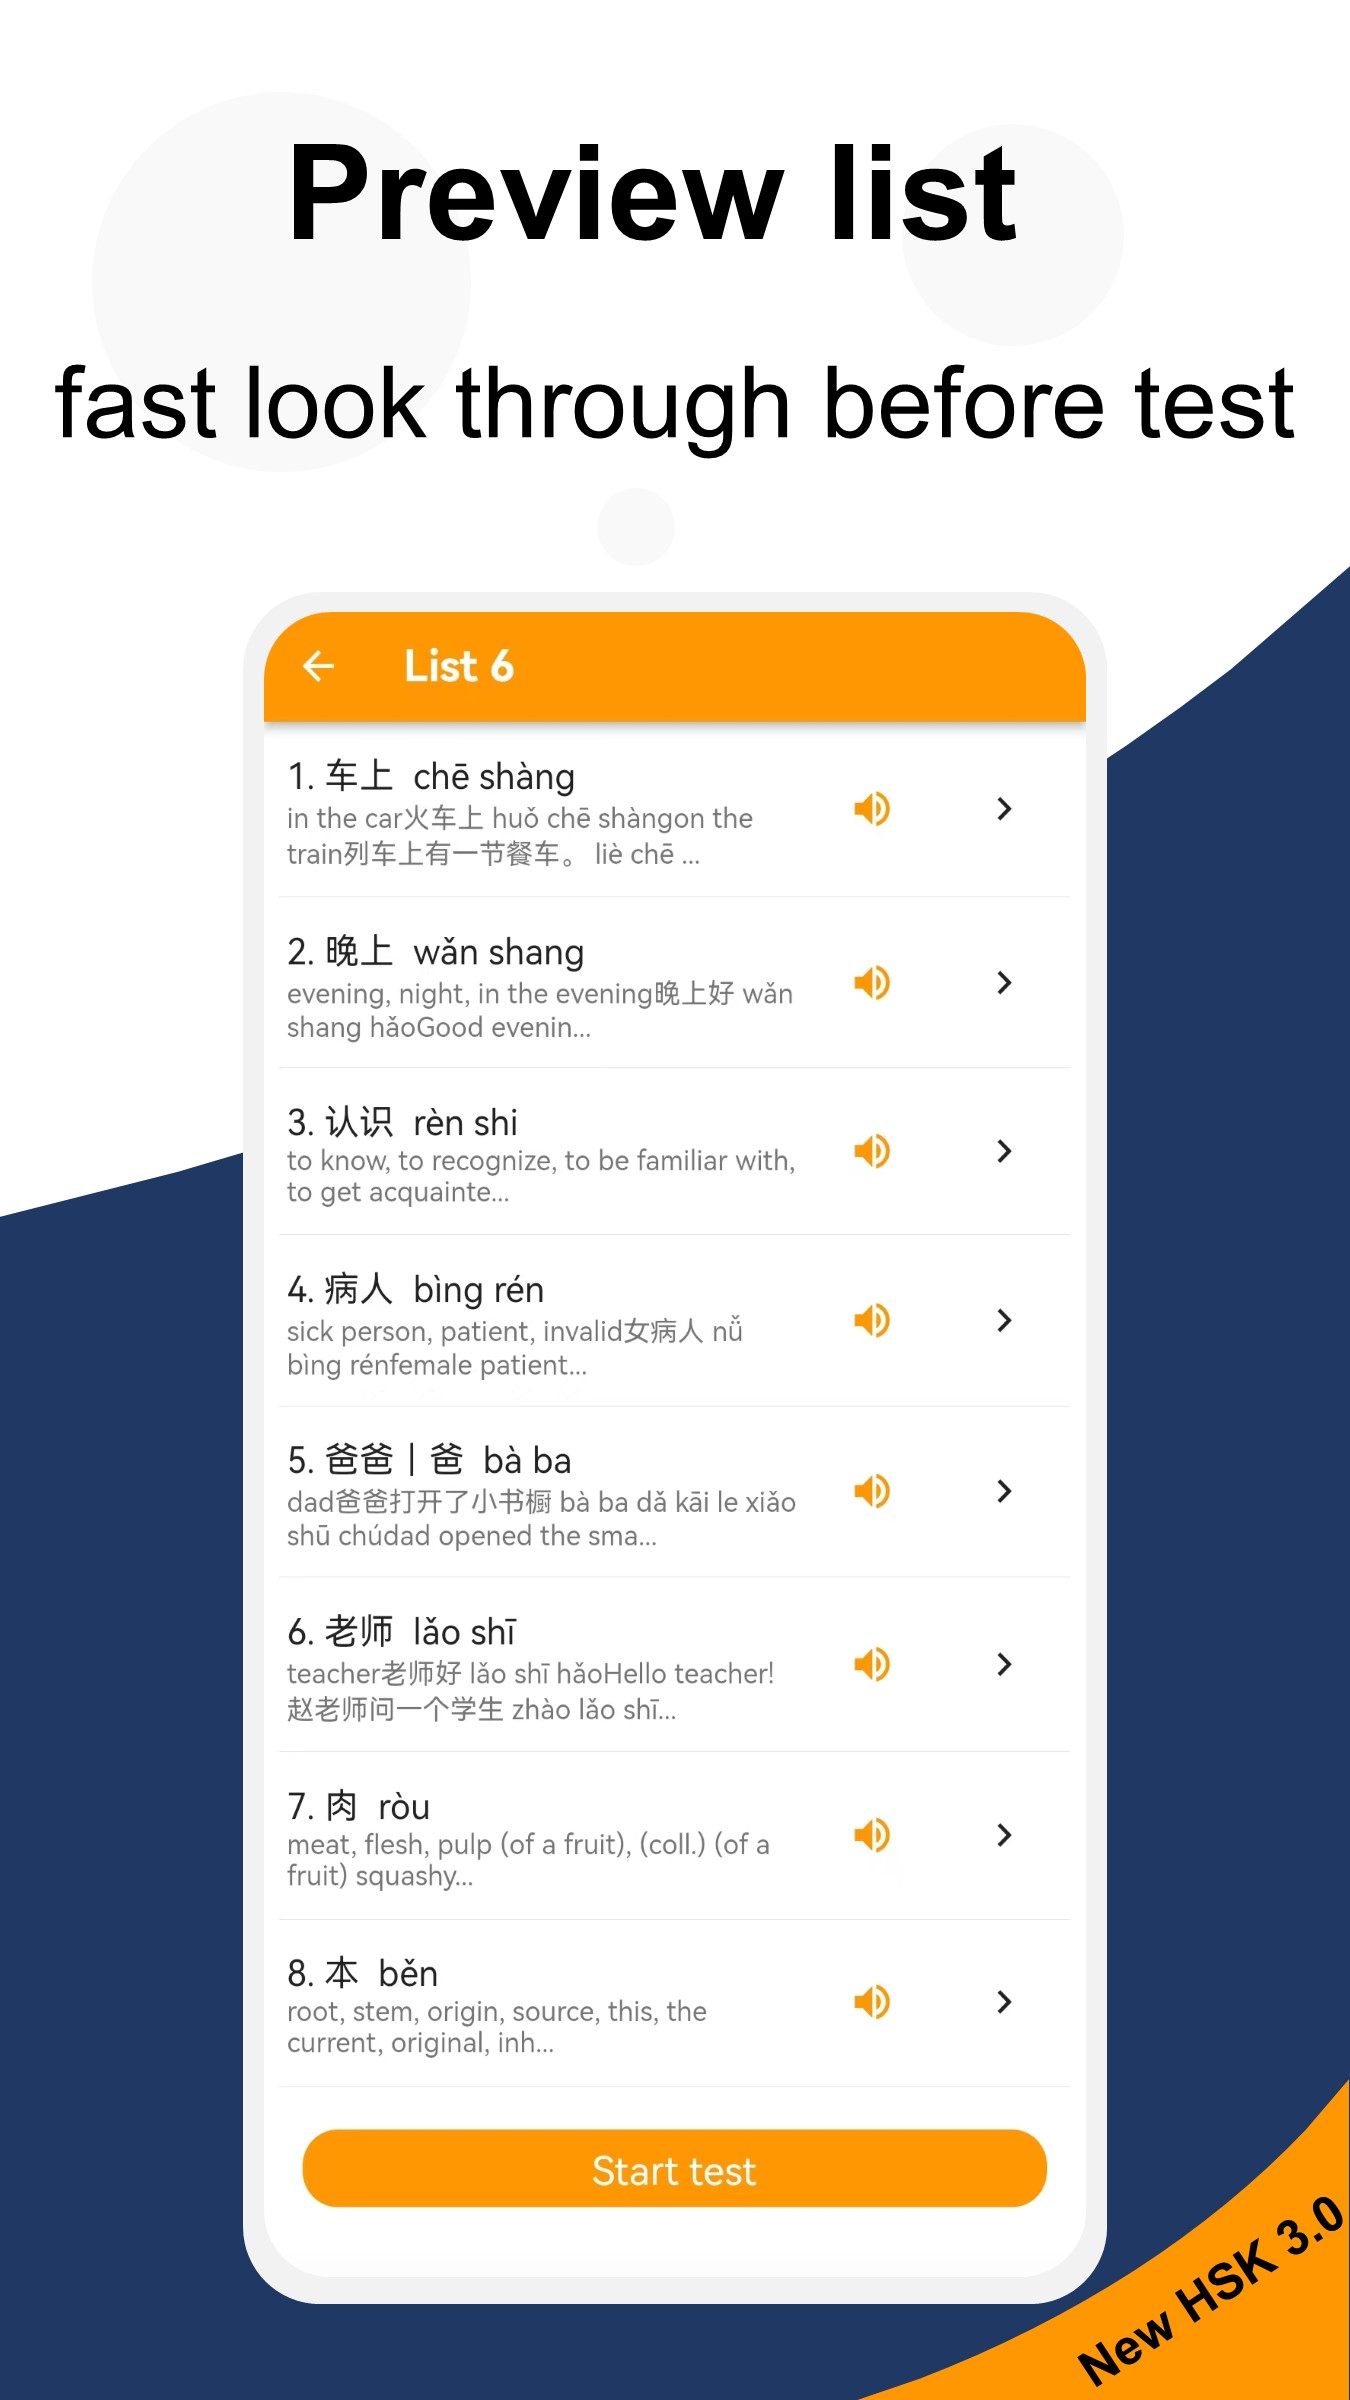 Preview list
fast look through before test
List 6
1. 车上 chē shàng
in the car火车上 huǒ chē shàngon the
train列车上有一节餐车。 liè chē ...
2. 晚上 wǎn shang
evening, night, in the evening晚上好 wǎn
shang hǎoGood evenin...
3. 认识 rèn shi
to know, to recognize, to be familiar with,
to get acquainte...
4. 病人 bìng rén
sick person, patient, invalid女病人 nǚ
bìng rénfemale patient...
5. 爸爸｜爸 bà ba
dad爸爸打开了小书橱 bà ba dǎ kāi le xiǎo
shū chúdad opened the sma...
6. 老师 lǎo shī
teacher老师好 lǎo shī hǎoHello teacher!
赵老师问一个学生 zhào lǎo shī...
7. 肉 ròu
meat, flesh, pulp (of a fruit), (coll.) (of a
fruit) squashy...
8. 本 běn
root, stem, origin, source, this, the
current, original, inh...
Start test
New HSK 3.0